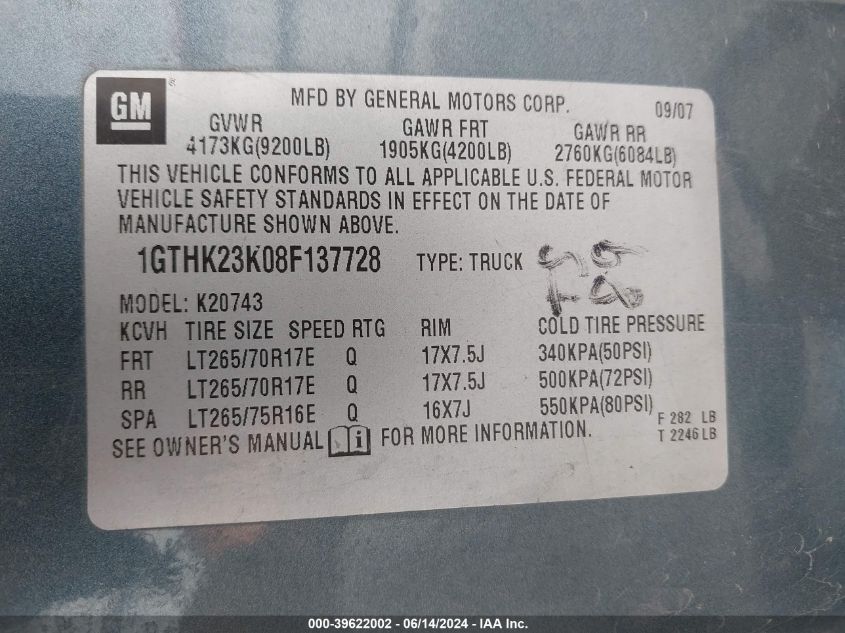 GM ®
MFD BY GENERAL MOTORS CORP. 09/07
GVWR GAWR FRT GAWR RR
4173KG(9200LB) 1905KG(4200LB) 2760KG(6084LB)
THIS VEHICLE CONFORMS TO ALL APPLICABLE U.S. FEDERAL MOTOR
VEHICLE SAFETY STANDARDS IN EFFECT ON THE DATE OF
MANUFACTURE SHOWN ABOVE.
1GTHK23K08F137728 TYPE: TRUCK
MODEL: K20743
KCVH TIRE SIZE SPEED RTG RIM COLD TIRE PRESSURE
FRT LT265/70R17E Q 17X7.5J 340KPA(50PSI)
RR LT265/70R17E Q 17X7.5J 500KPA(72PSI)
SPA LT265/75R16E Q 16X7J 550KPA(80PSI)
F 282 LB
SEE OWNER'S MANUAL i FOR MORE INFORMATION.
T 2246 LB
000-39622002 - 06/14/2024 - IAA Inc.